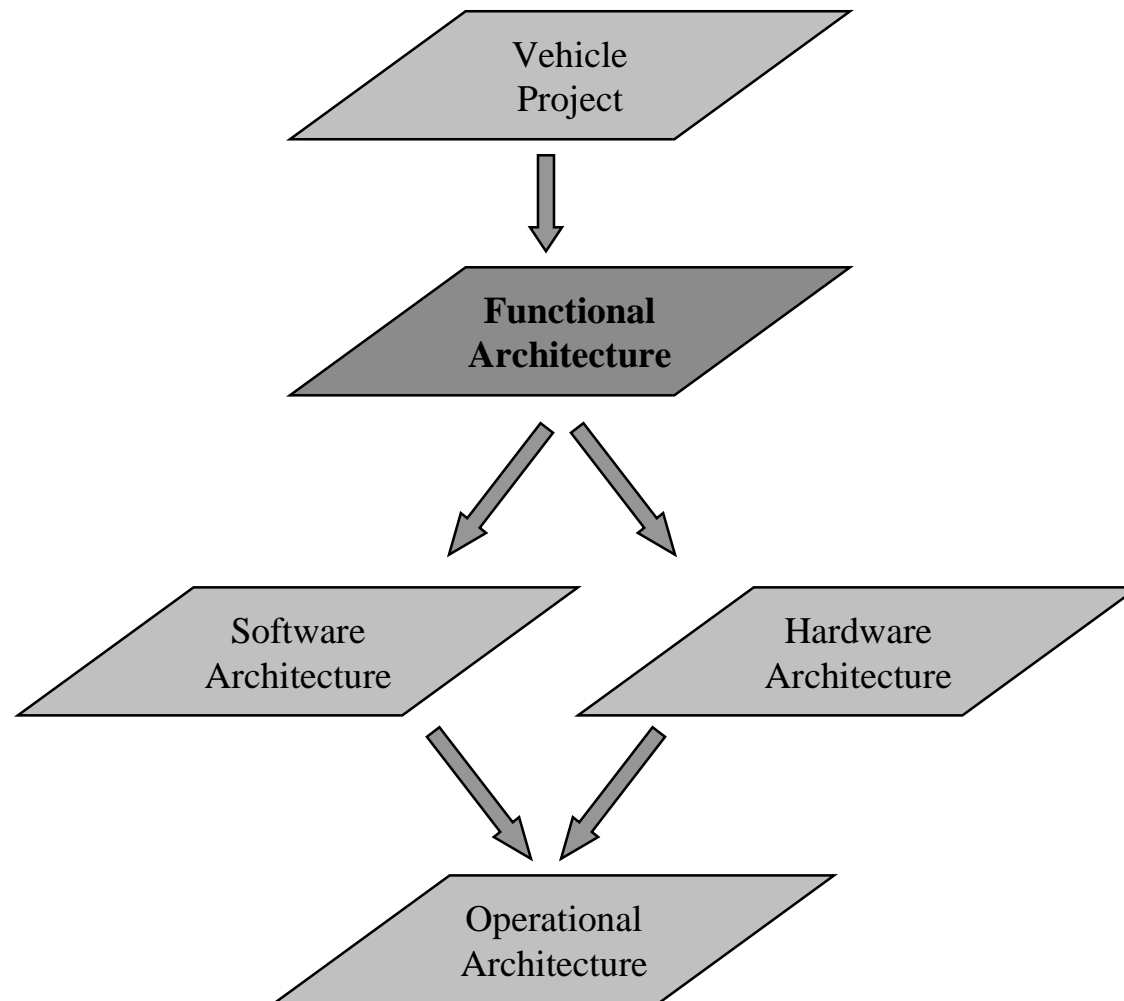 Vehicle
Project
Functional
Architecture
Software
Architecture
Hardware
Architecture
Operational
Architecture